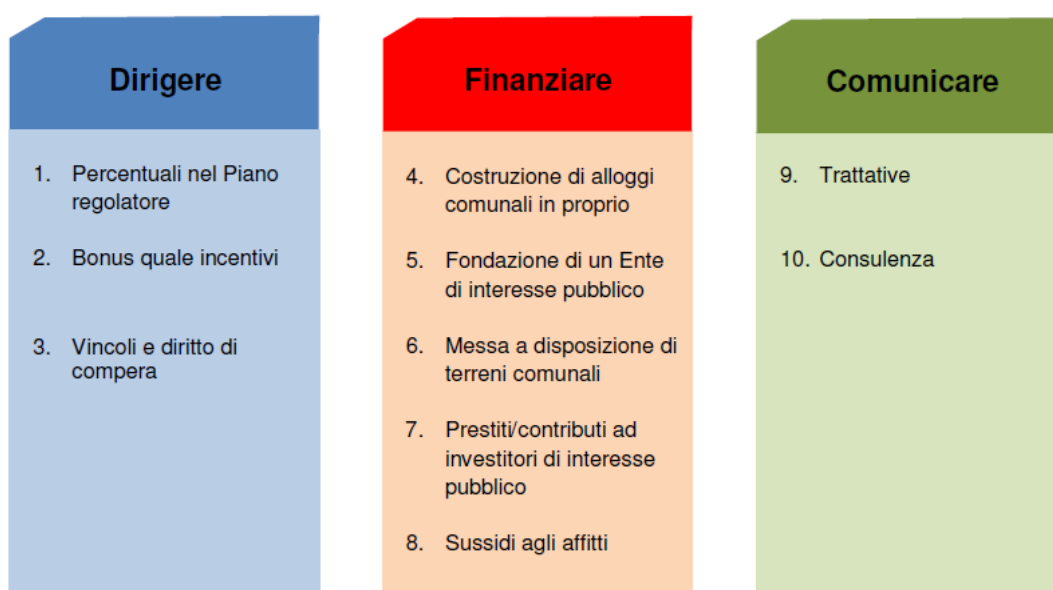 Dirigere
1. Percentuali nel Piano
regolatore
2. Bonus quale incentivi
3. Vincoli e diritto di
compera
Finanziare
4. Costruzione di alloggi
comunali in proprio
5. Fondazione di un Ente
di interesse pubblico
6. Messa a disposizione di
terreni comunali
7. Prestiti/contributi ad
investitori di interesse
pubblico
8. Sussidi agli affitti
Comunicare
9. Trattative
10. Consulenza